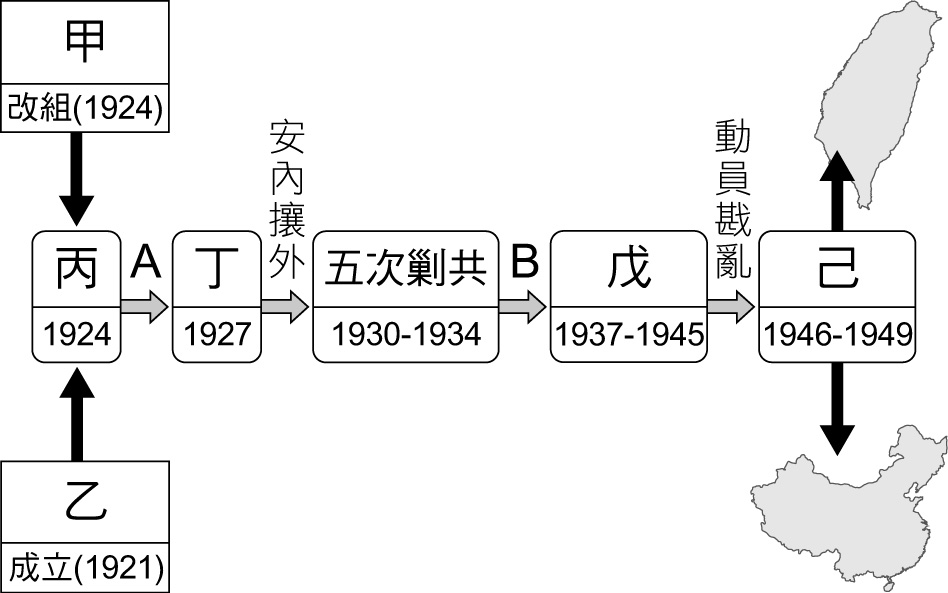 甲
改組(1924)
丙
1924
A
丁
1927
安內攘外
五次剿共
1930-1934
B
戊
1937-1945
動員戡亂
己
1946-1949
乙
成立(1921)